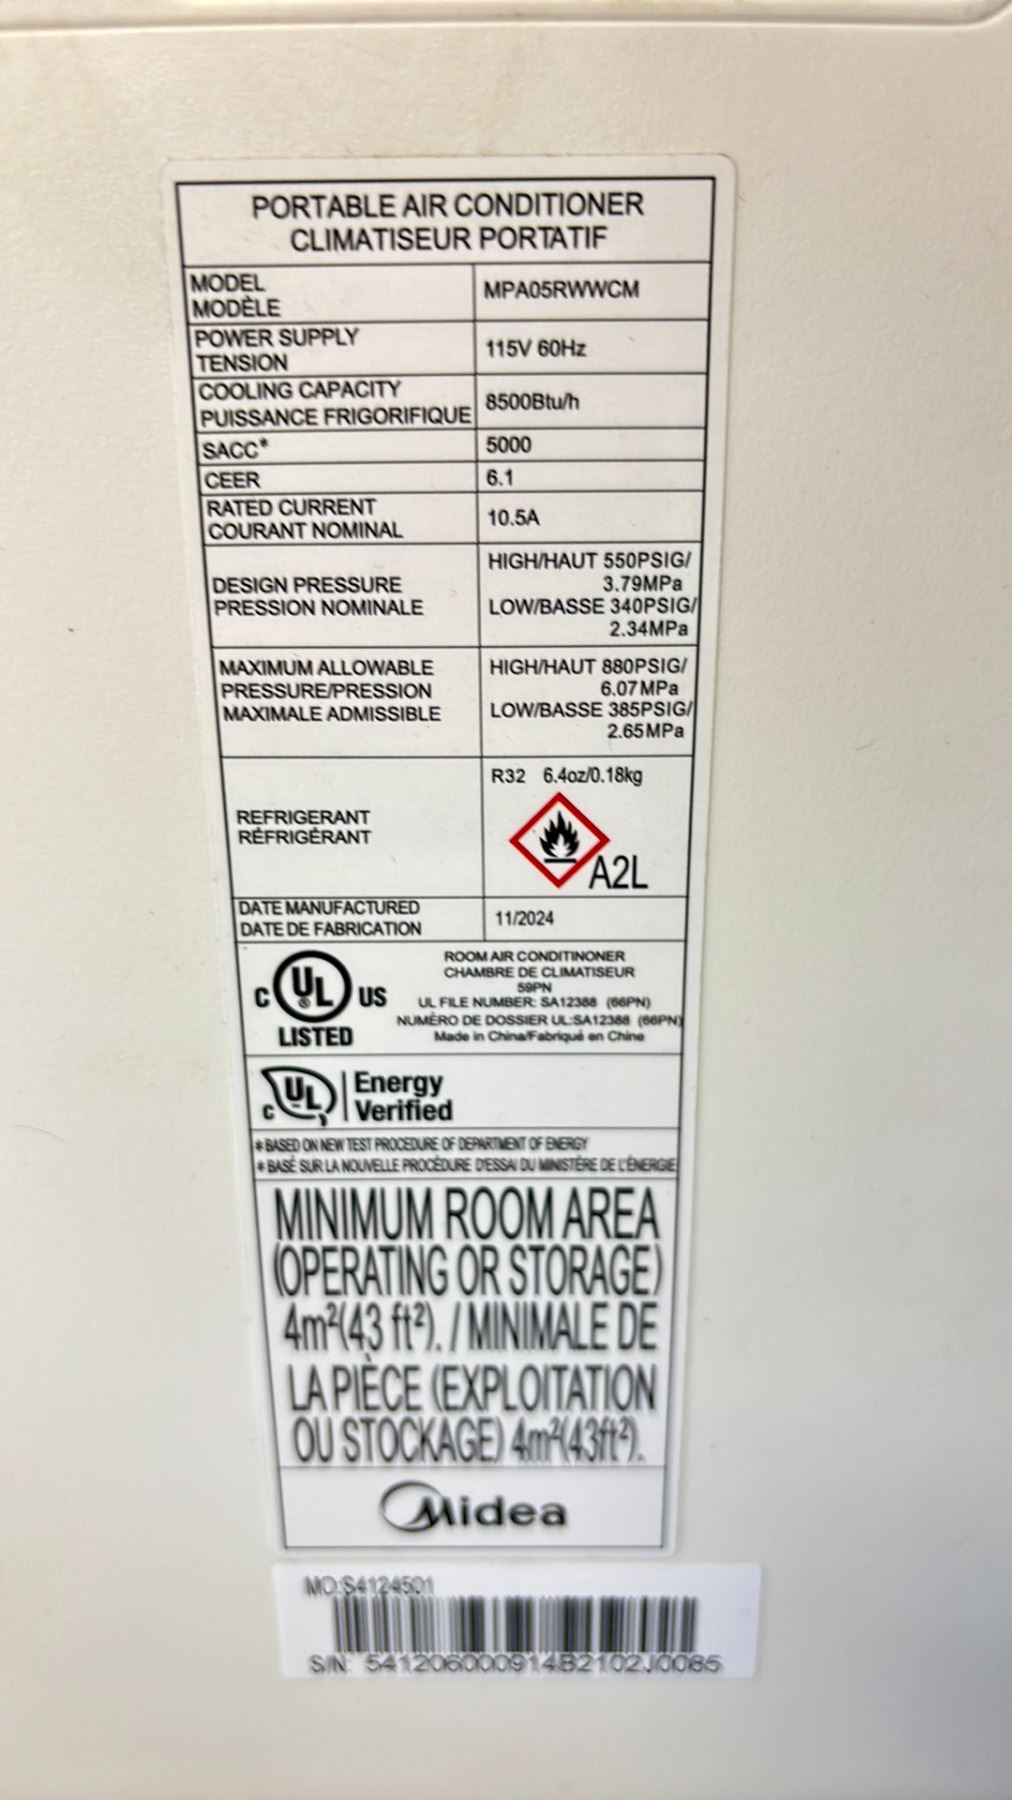 PORTABLE AIR CONDITIONER
CLIMATISEUR PORTATIF
MODEL
MODÈLE
MPA05RWWCM
POWER SUPPLY
TENSION
115V 60Hz
COOLING CAPACITY
PUISSANCE FRIGORIFIQUE
8500Btu/h
SACC*
5000
CEER
6.1
RATED CURRENT
COURANT NOMINAL
10.5A
DESIGN PRESSURE
PRESSION NOMINALE
HIGH/HAUT 550PSIG/
3.79MPa
LOW/BASSE 340PSIG/
2.34MPa
MAXIMUM ALLOWABLE
PRESSURE/PRESSION
MAXIMALE ADMISSIBLE
HIGH/HAUT 880PSIG/
6.07MPa
LOW/BASSE 385PSIG/
2.65MPa
REFRIGERANT
RÉFRIGÉRANT
R32 6.4oz/0.18kg
A2L
DATE MANUFACTURED
DATE DE FABRICATION
11/2024
C UL ® US
LISTED
ROOM AIR CONDITINONER
CHAMBRE DE CLIMATISEUR
59PN
UL FILE NUMBER: SA12388 (66PN)
NUMÉRO DE DOSSIER UL:SA12388 (66PN)
Made in China/Fabriqué en Chine
C UL
Energy
Verified
*BASED ON NEW TEST PROCEDURE OF DEPARTMENT OF ENERGY
*BASÉ SUR LA NOUVELLE PROCÉDURE D'ESSAI DU MINISTÈRE DE L'ÉNERGIE
MINIMUM ROOM AREA
(OPERATING OR STORAGE)
4m²(43 ft²). / MINIMALE DE
LA PIÈCE (EXPLOITATION
OU STOCKAGE) 4m²(43ft²).
Midea
MO:S4124501
S/N: 5412060000914B2102J0085